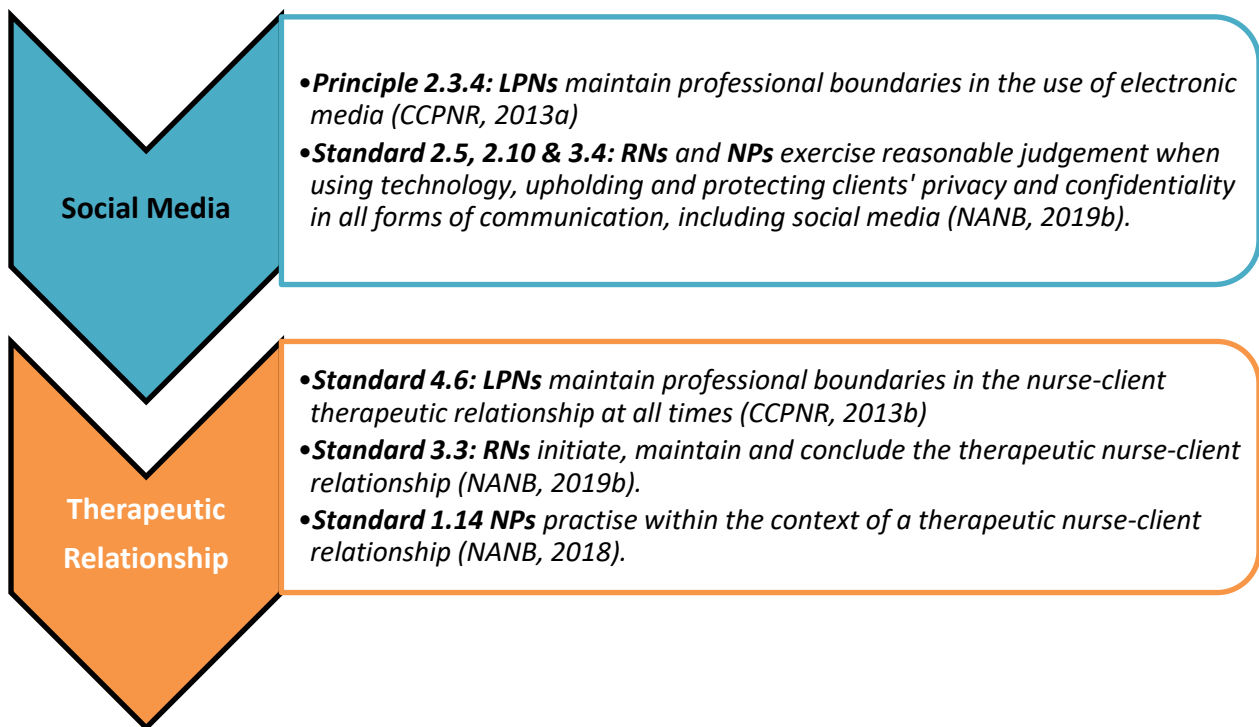 Social Media
•Principle 2.3.4: LPNs maintain professional boundaries in the use of electronic
media (CCPNR, 2013a)
•Standard 2.5, 2.10 & 3.4: RNs and NPs exercise reasonable judgement when
using technology, upholding and protecting clients' privacy and confidentiality
in all forms of communication, including social media (NANB, 2019b).
Therapeutic
Relationship
•Standard 4.6: LPNs maintain professional boundaries in the nurse-client
therapeutic relationship at all times (CCPNR, 2013b)
•Standard 3.3: RNs initiate, maintain and conclude the therapeutic nurse-client
relationship (NANB, 2019b).
•Standard 1.14 NPs practise within the context of a therapeutic nurse-client
relationship (NANB, 2018).